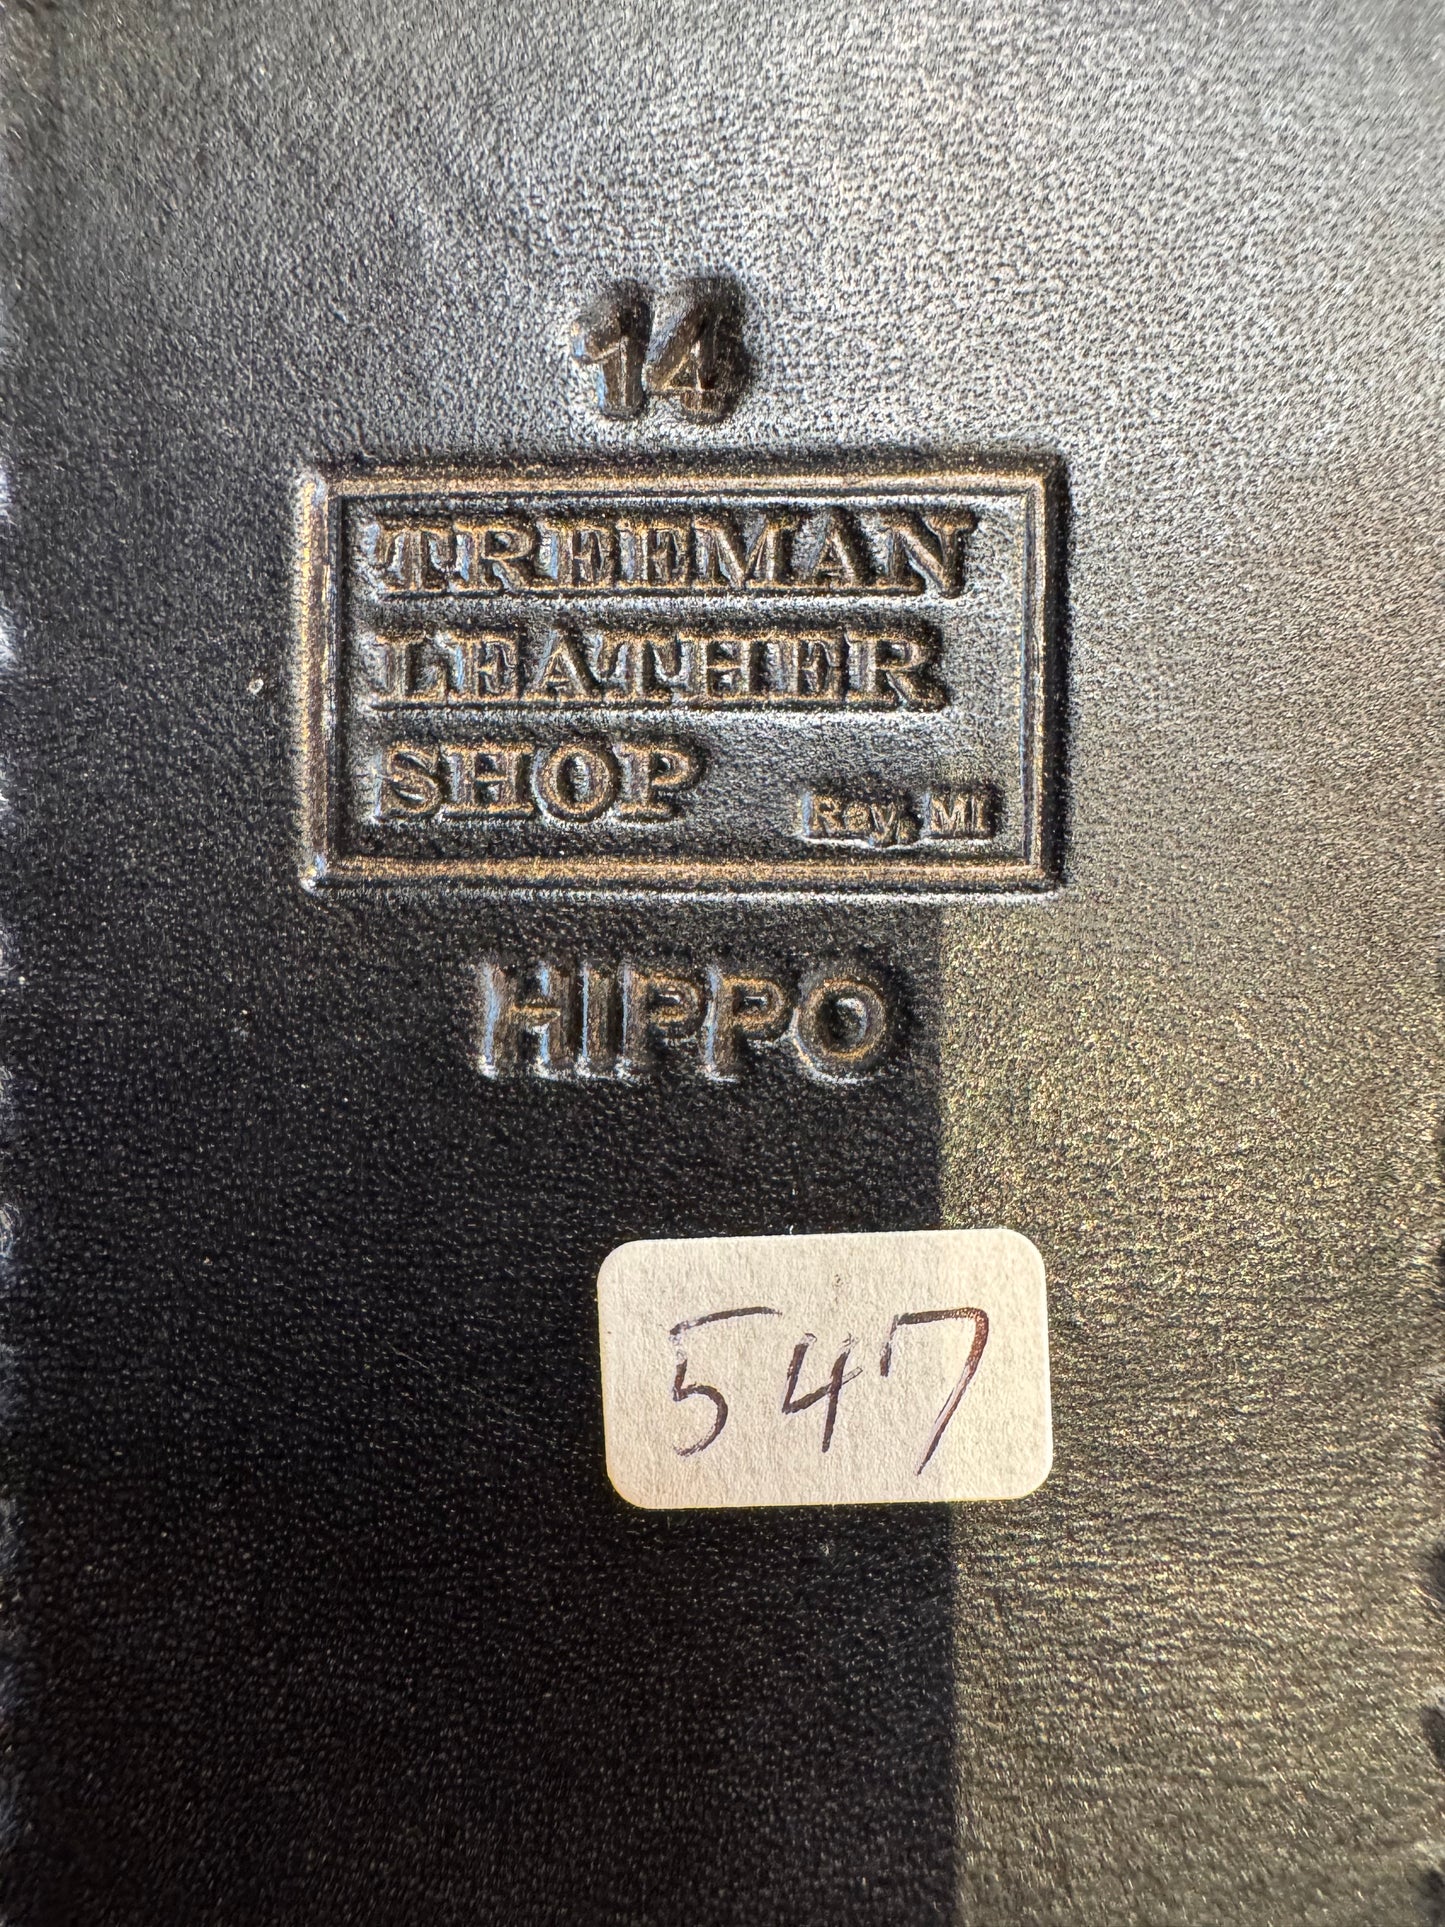 14
TREEMAN
LEATHER
SHOP
Ray, MI
HIPPO
547